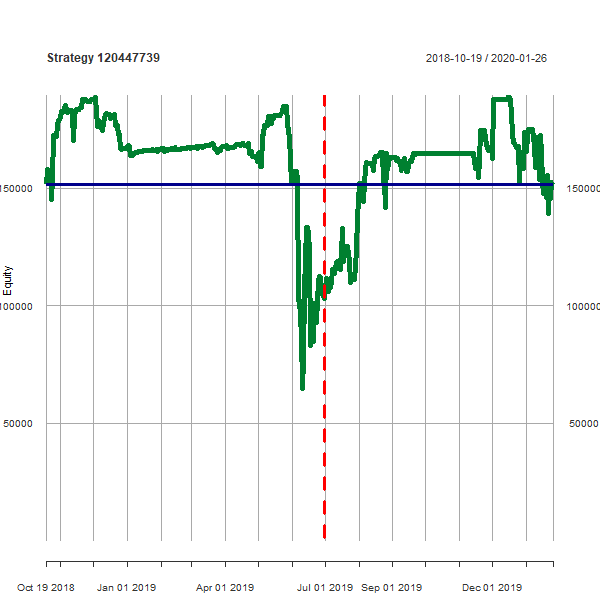 Strategy 120447739
2018-10-19 / 2020-01-26
150000
150000
Equity
100000
100000
50000
50000
Oct 19 2018
Jan 01 2019
Apr 01 2019
Jul 01 2019
Sep 01 2019
Dec 01 2019